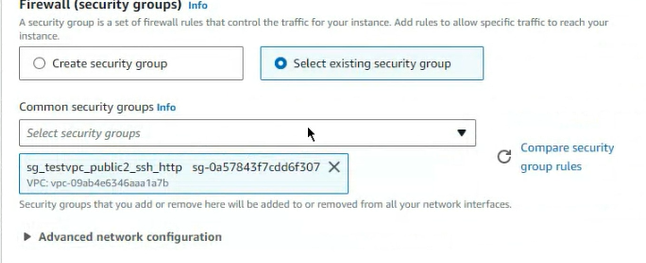 Firewall (security groups) Info
A security group is a set of firewall rules that control the traffic for your instance. Add rules to allow specific traffic to reach your
instance.
Create security group
Select existing security group
Common security groups Info
Select security groups
Compare security
group rules
sg_testvpc_public2_ssh_http sg-0a57843f7cdd6f307
VPC: vpc-09ab4e6346aaa1a7b
Security groups that you add or remove here will be added to or removed from all your network interfaces.
Advanced network configuration